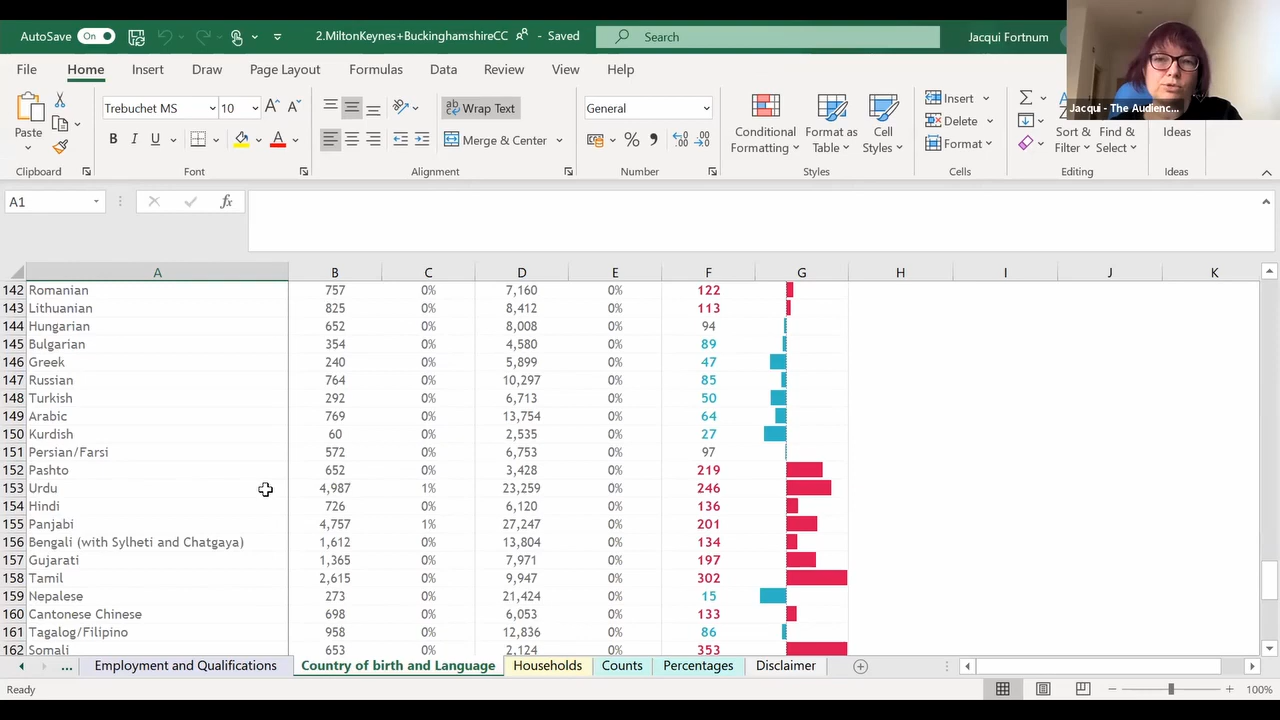 AutoSave On 2.MiltonKeynes+BuckinghamshireCC - Saved Search Jacqui Fortnum
File Home Insert Draw Page Layout Formulas Data Review View Help
Jacqui - The Audienc...
Trebuchet MS 10 ab Wrap Text General Insert
Paste B I U A Merge & Center % Conditional Formatting Format as Table Cell Styles Delete Format Sort & Filter Find & Select Ideas
Clipboard Font Alignment Number Styles Cells Editing Ideas
A1 fx
A B C D E F G H I J K
142 Romanian 757 0% 7,160 0% 122
143 Lithuanian 825 0% 8,412 0% 113
144 Hungarian 652 0% 8,008 0% 94
145 Bulgarian 354 0% 4,580 0% 89
146 Greek 240 0% 5,899 0% 47
147 Russian 764 0% 10,297 0% 85
148 Turkish 292 0% 6,713 0% 50
149 Arabic 769 0% 13,754 0% 64
150 Kurdish 60 0% 2,535 0% 27
151 Persian/Farsi 572 0% 6,753 0% 97
152 Pashto 652 0% 3,428 0% 219
153 Urdu 4,987 1% 23,259 0% 246
154 Hindi 726 0% 6,120 0% 136
155 Panjabi 4,757 1% 27,247 0% 201
156 Bengali (with Sylheti and Chatgaya) 1,612 0% 13,804 0% 134
157 Gujarati 1,365 0% 7,971 0% 197
158 Tamil 2,615 0% 9,947 0% 302
159 Nepalese 273 0% 21,424 0% 15
160 Cantonese Chinese 698 0% 6,053 0% 133
161 Tagalog/Filipino 958 0% 12,836 0% 86
162 Somali 653 0% 2,124 0% 353
... Employment and Qualifications Country of birth and Language Households Counts Percentages Disclaimer
Ready 100%